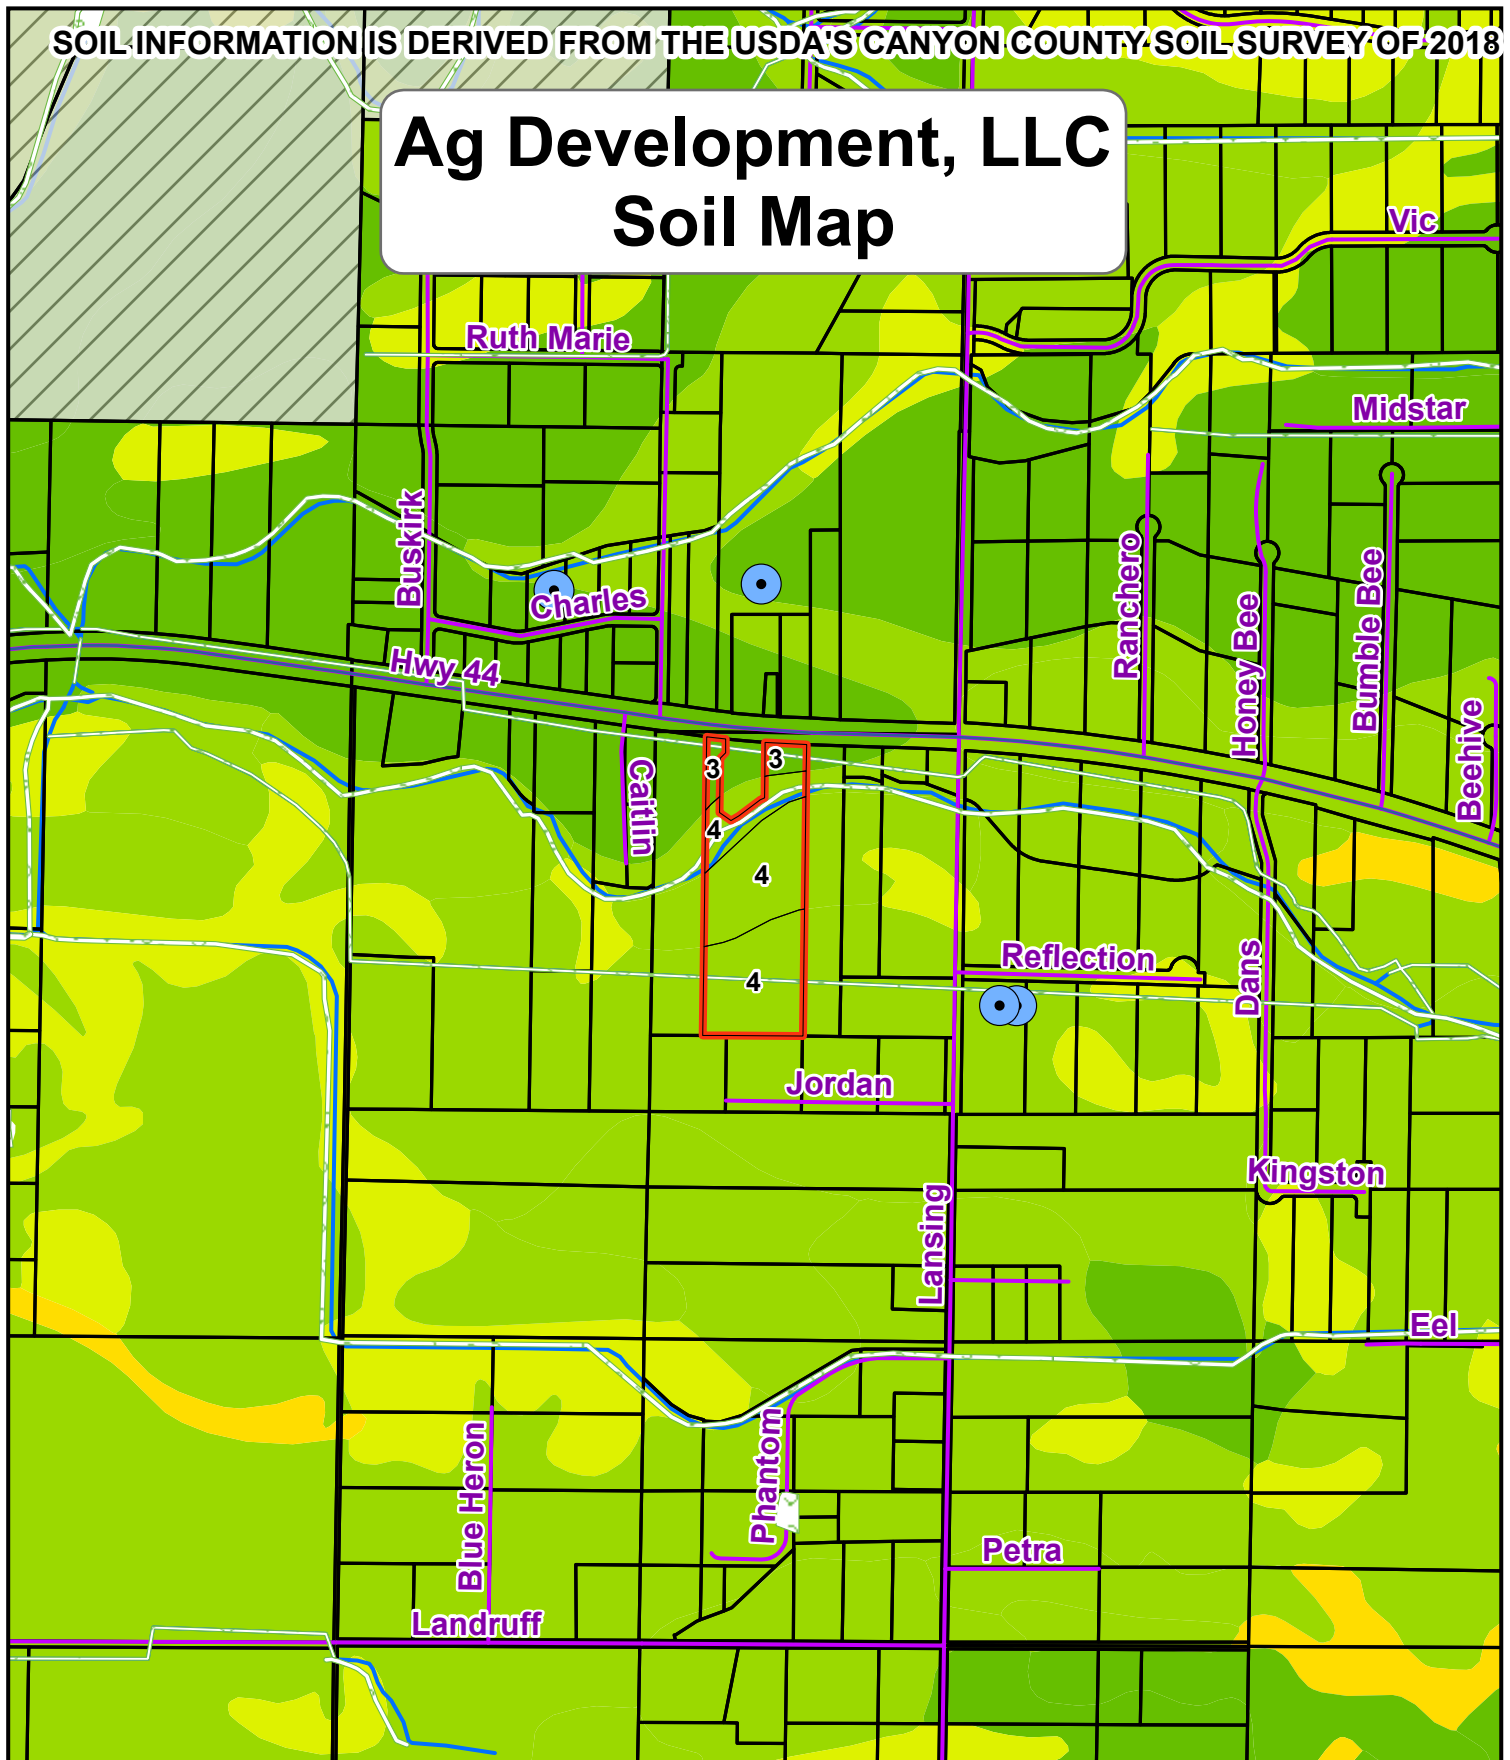 SOIL INFORMATION IS DERIVED FROM THE USDA'S CANYON COUNTY SOIL SURVEY OF 2018
Ag Development, LLC
Soil Map
Vic
Ruth Marie
Midstar
Buskirk
Charles
Ranchero
Honey Bee
Bumble Bee
Hwy 44
Beehive
Caitlin
3
3
4
4
4
Reflection
Dans
Jordan
Kingston
Lansing
Eel
Blue Heron
Phantom
Petra
Landruff